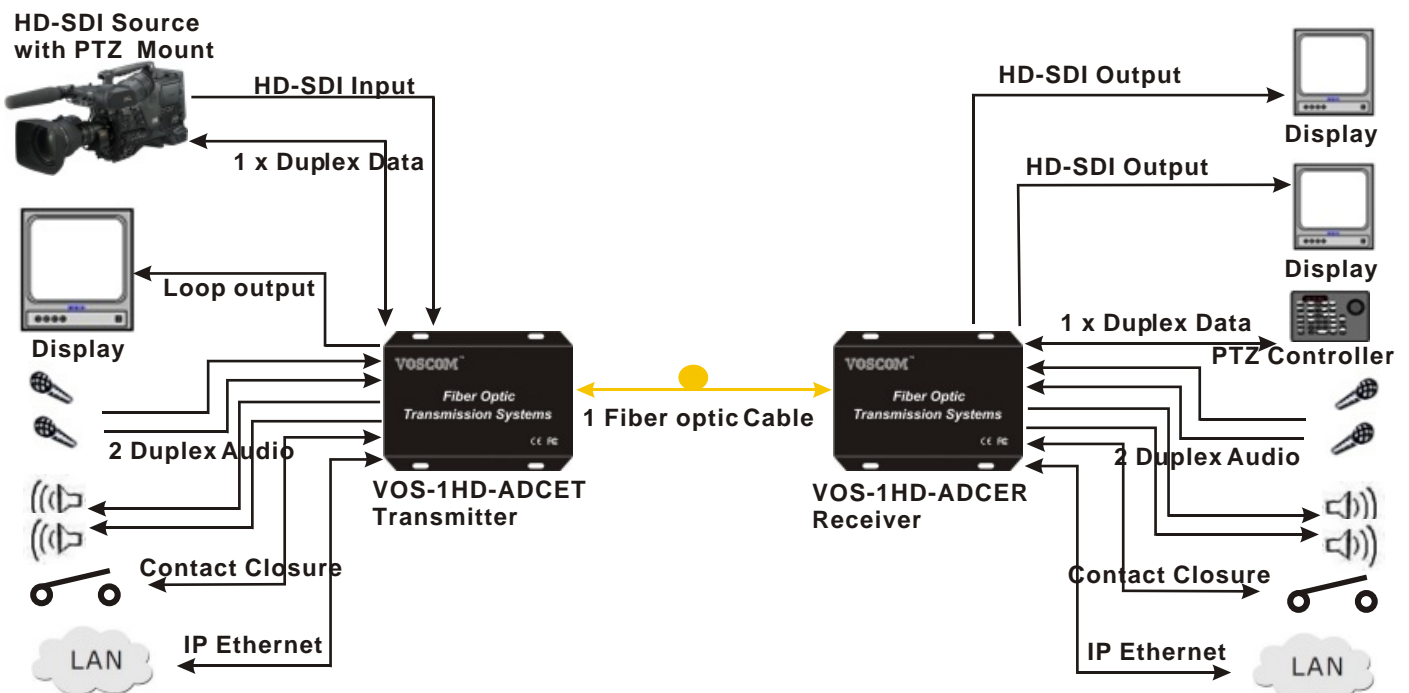 HD-SDI Source
with PTZ Mount
HD-SDI Input
1 x Duplex Data
Loop output
Display
2 Duplex Audio
Contact Closure
IP Ethernet
LAN
VOSCOM™
Fiber Optic
Transmission Systems
CE FC
VOS-1HD-ADCET
Transmitter
1 Fiber optic Cable
VOSCOM™
Fiber Optic
Transmission Systems
CE FC
VOS-1HD-ADCER
Receiver
HD-SDI Output
Display
HD-SDI Output
Display
1 x Duplex Data
PTZ Controller
2 Duplex Audio
Contact Closure
IP Ethernet
LAN